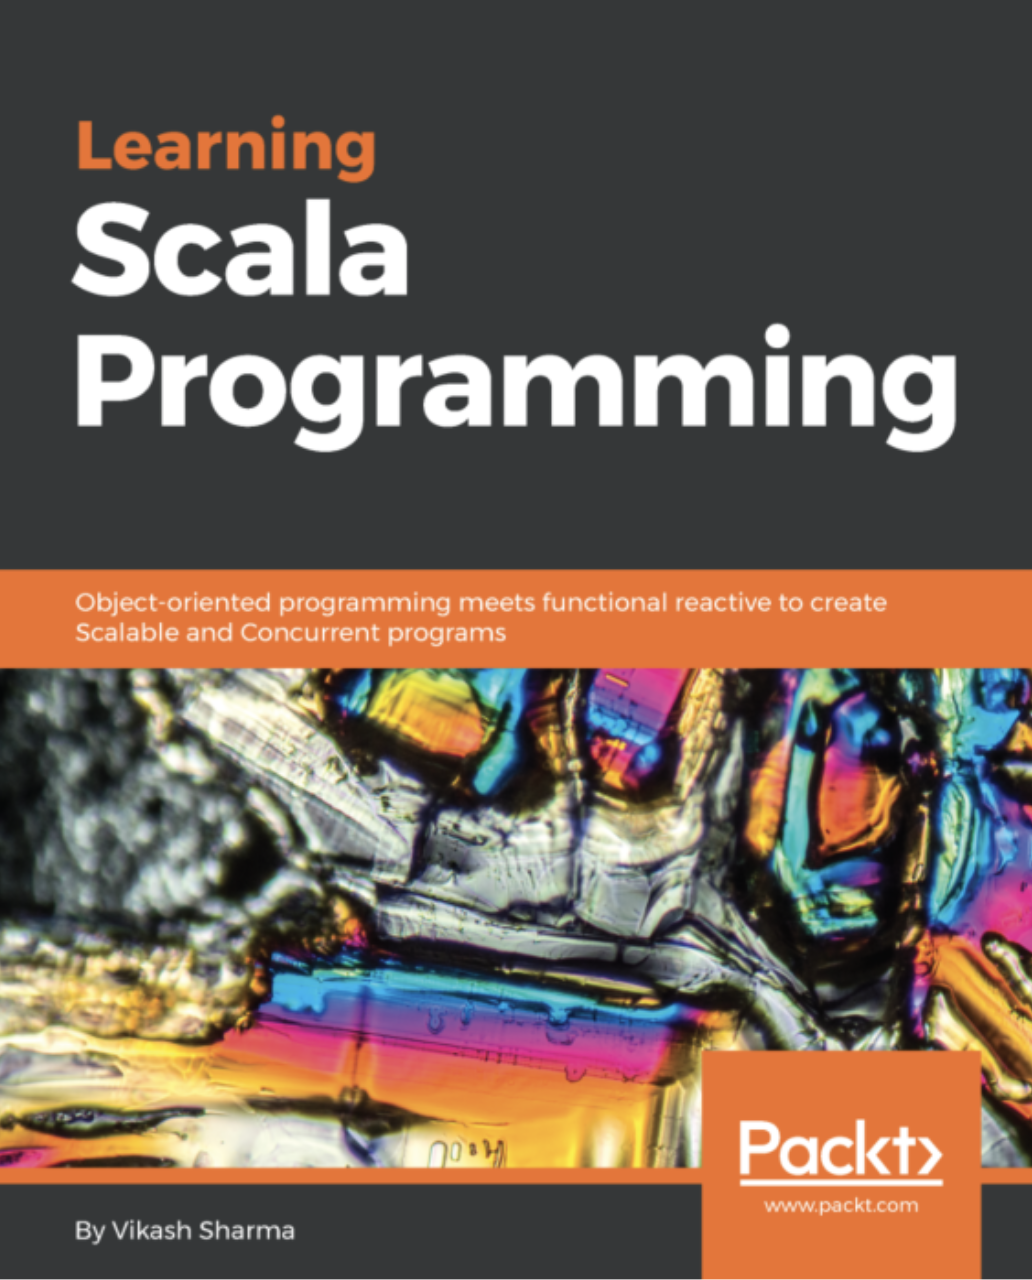 Learning
Scala
Programming
Object-oriented programming meets functional reactive to create
Scalable and Concurrent programs
Packt>
www.packt.com
By Vikash Sharma